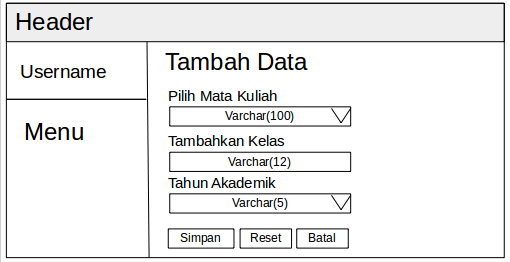 Header
Username
Menu
Tambah Data
Pilih Mata Kuliah
Varchar(100)
Tambahkan Kelas
Varchar(12)
Tahun Akademik
Varchar(5)
Simpan Reset Batal